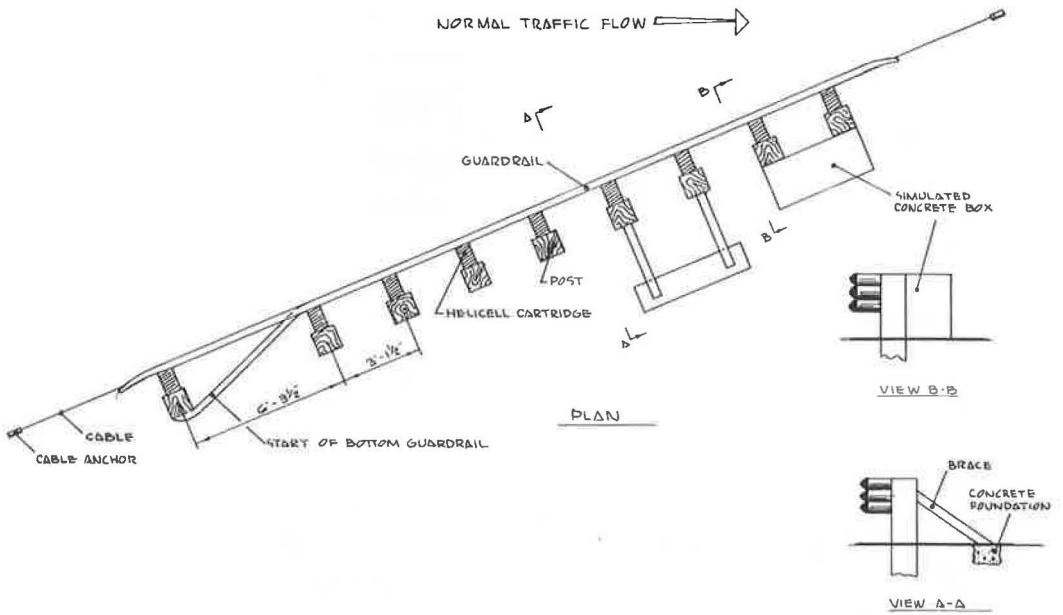 NORMAL TRAFFIC FLOW
B
A
GUARDRAIL
SIMULATED
CONCRETE BOX
B
POST
HELICELL CARTRIDGE
A
3'-1½"
6'-3½"
VIEW B-B
PLAN
CABLE
START OF BOTTOM GUARDRAIL
CABLE ANCHOR
BRACE
CONCRETE
FOUNDATION
VIEW A-A